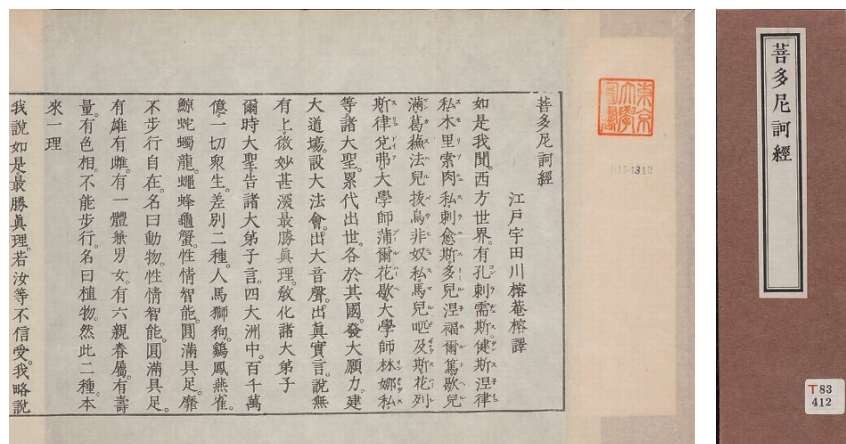 菩多尼訶經
江戸宇田川榕菴榕譯
如是我聞。西方世界。有孔刺需斯健斯涅律
私木里索肉私刺愈斯多兒涅福爾篤歇兒
滿葛蘓法兒抜烏非奴私馬兒吔及斯花列
斯律兌弗大學師蒲爾花歇大學師林娜私
等諸大聖。累代出世。各於其國。發大願力。建
大道塲。設大法會。出大音聲。出眞實言。說無
有上微妙甚深最勝眞理。敎化諸大弟子
爾時大聖告諸大弟子言。四大洲中。百千萬
億一切衆生。差別二種。人馬獅狗。鷄鳳燕雀。
鯨蛇蠋龍。蠅蜂龜蟹。性情智能。圓滿具足。靡
不步行自在。名曰動物。性情智能。圓滿具足。
有雄有雌。有一體兼男女。有六親眷屬。有壽
量。有色相。不能步行。名曰植物。然此二種。本
來一理
我說如是最勝眞理。若汝等不信受。我略說
菩多尼訶經
T83
412